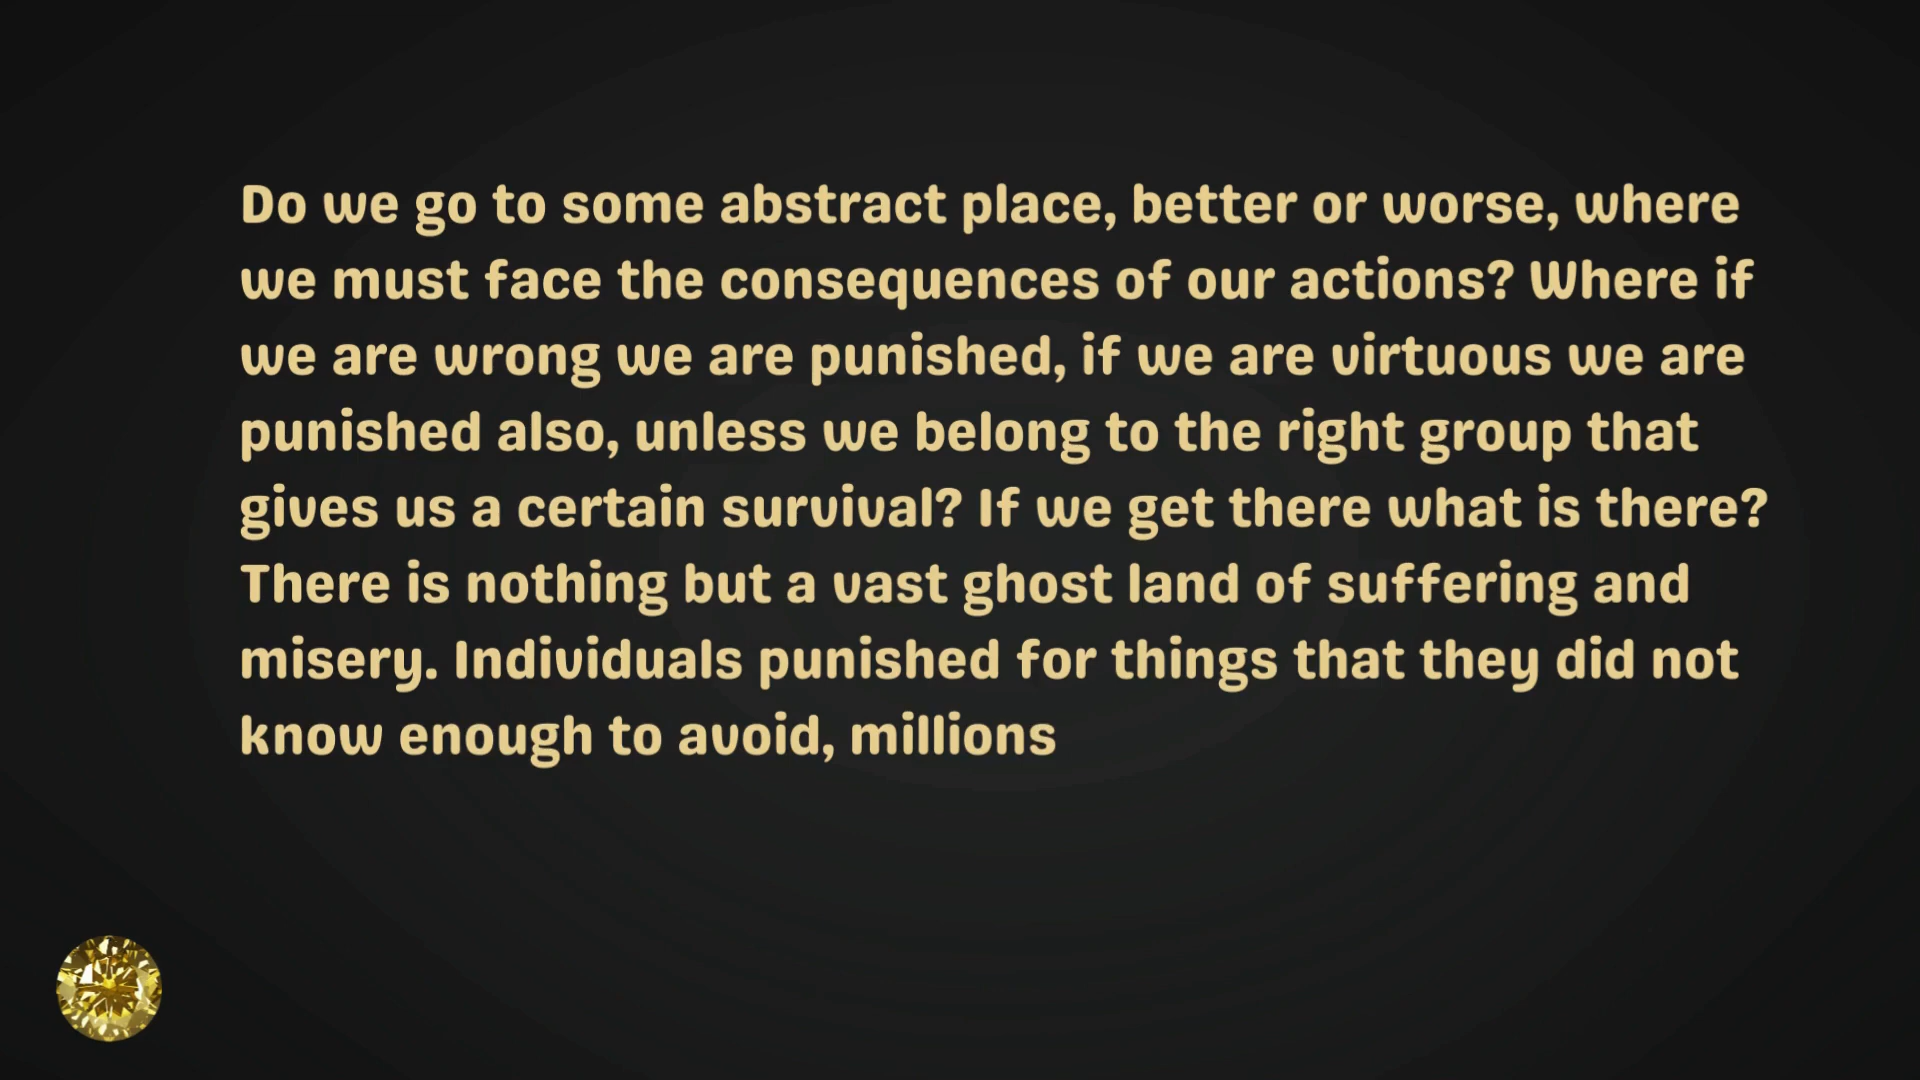 Do we go to some abstract place, better or worse, where
we must face the consequences of our actions? Where if
we are wrong we are punished, if we are virtuous we are
punished also, unless we belong to the right group that
gives us a certain survival? If we get there what is there?
There is nothing but a vast ghost land of suffering and
misery. Individuals punished for things that they did not
know enough to avoid, millions